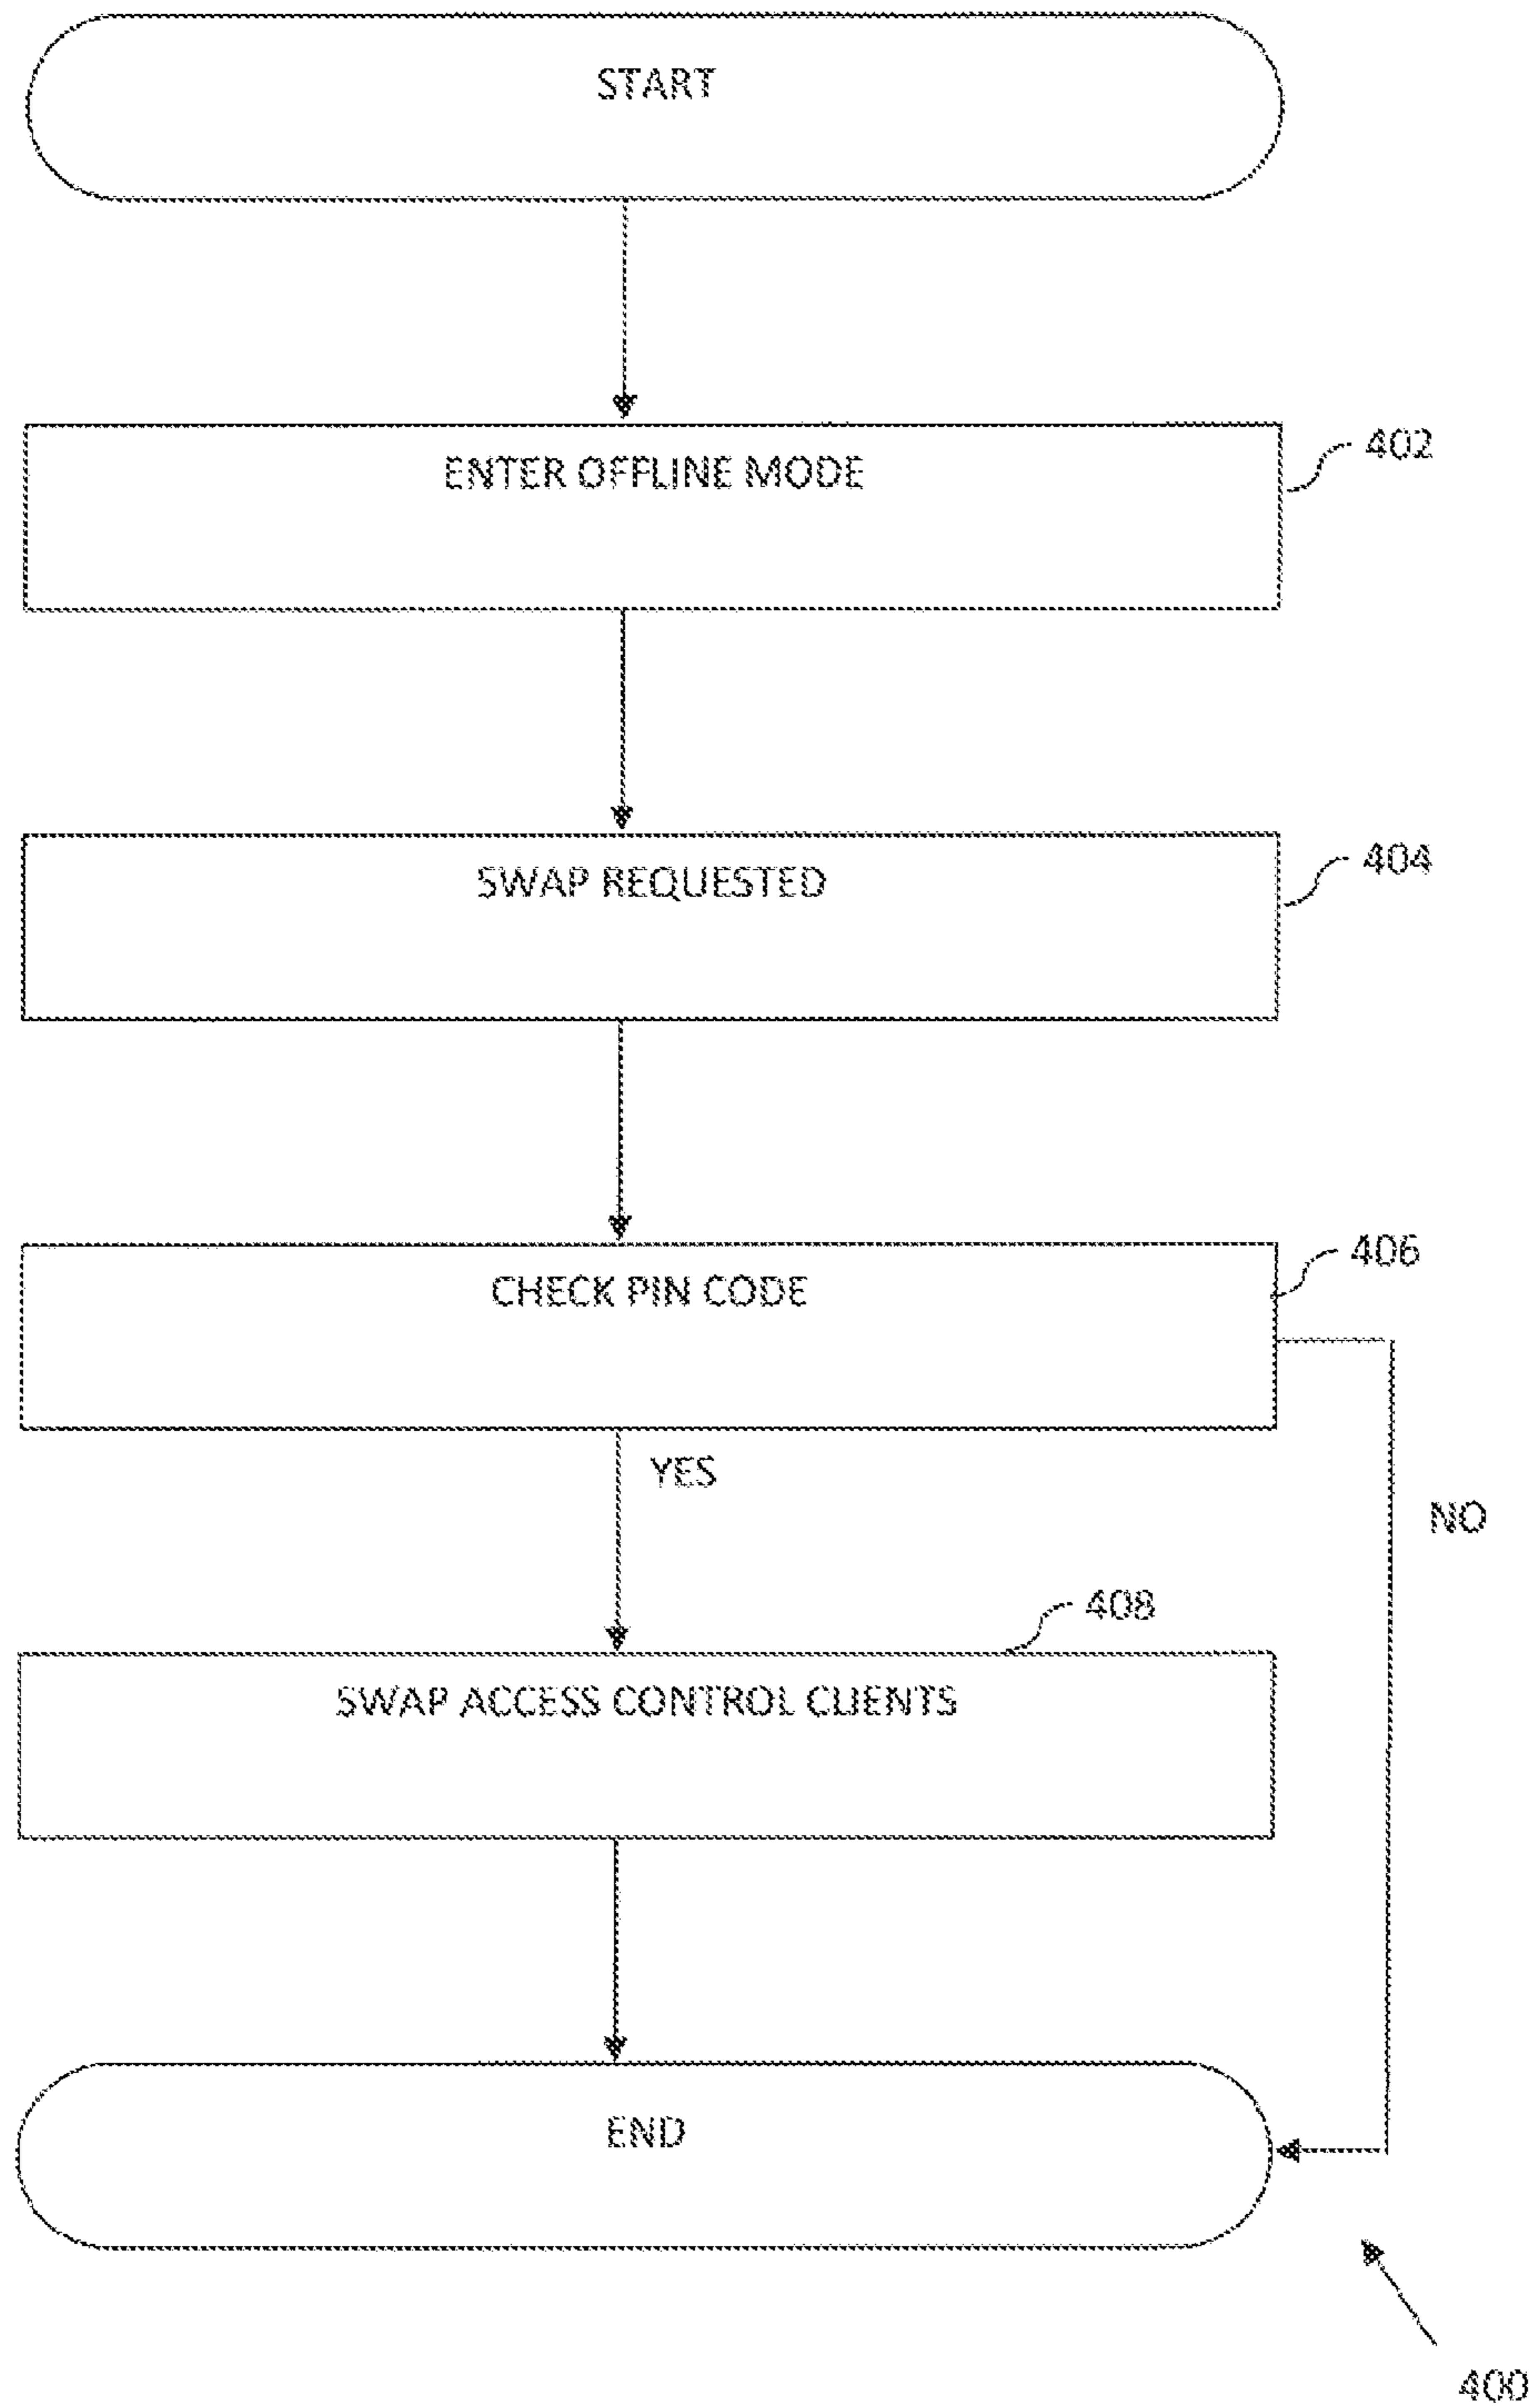 START
ENTER OFFLINE MODE
402
SWAP REQUESTED
404
CHECK PIN CODE
406
YES
NO
408
SWAP ACCESS CONTROL CLIENTS
END
400